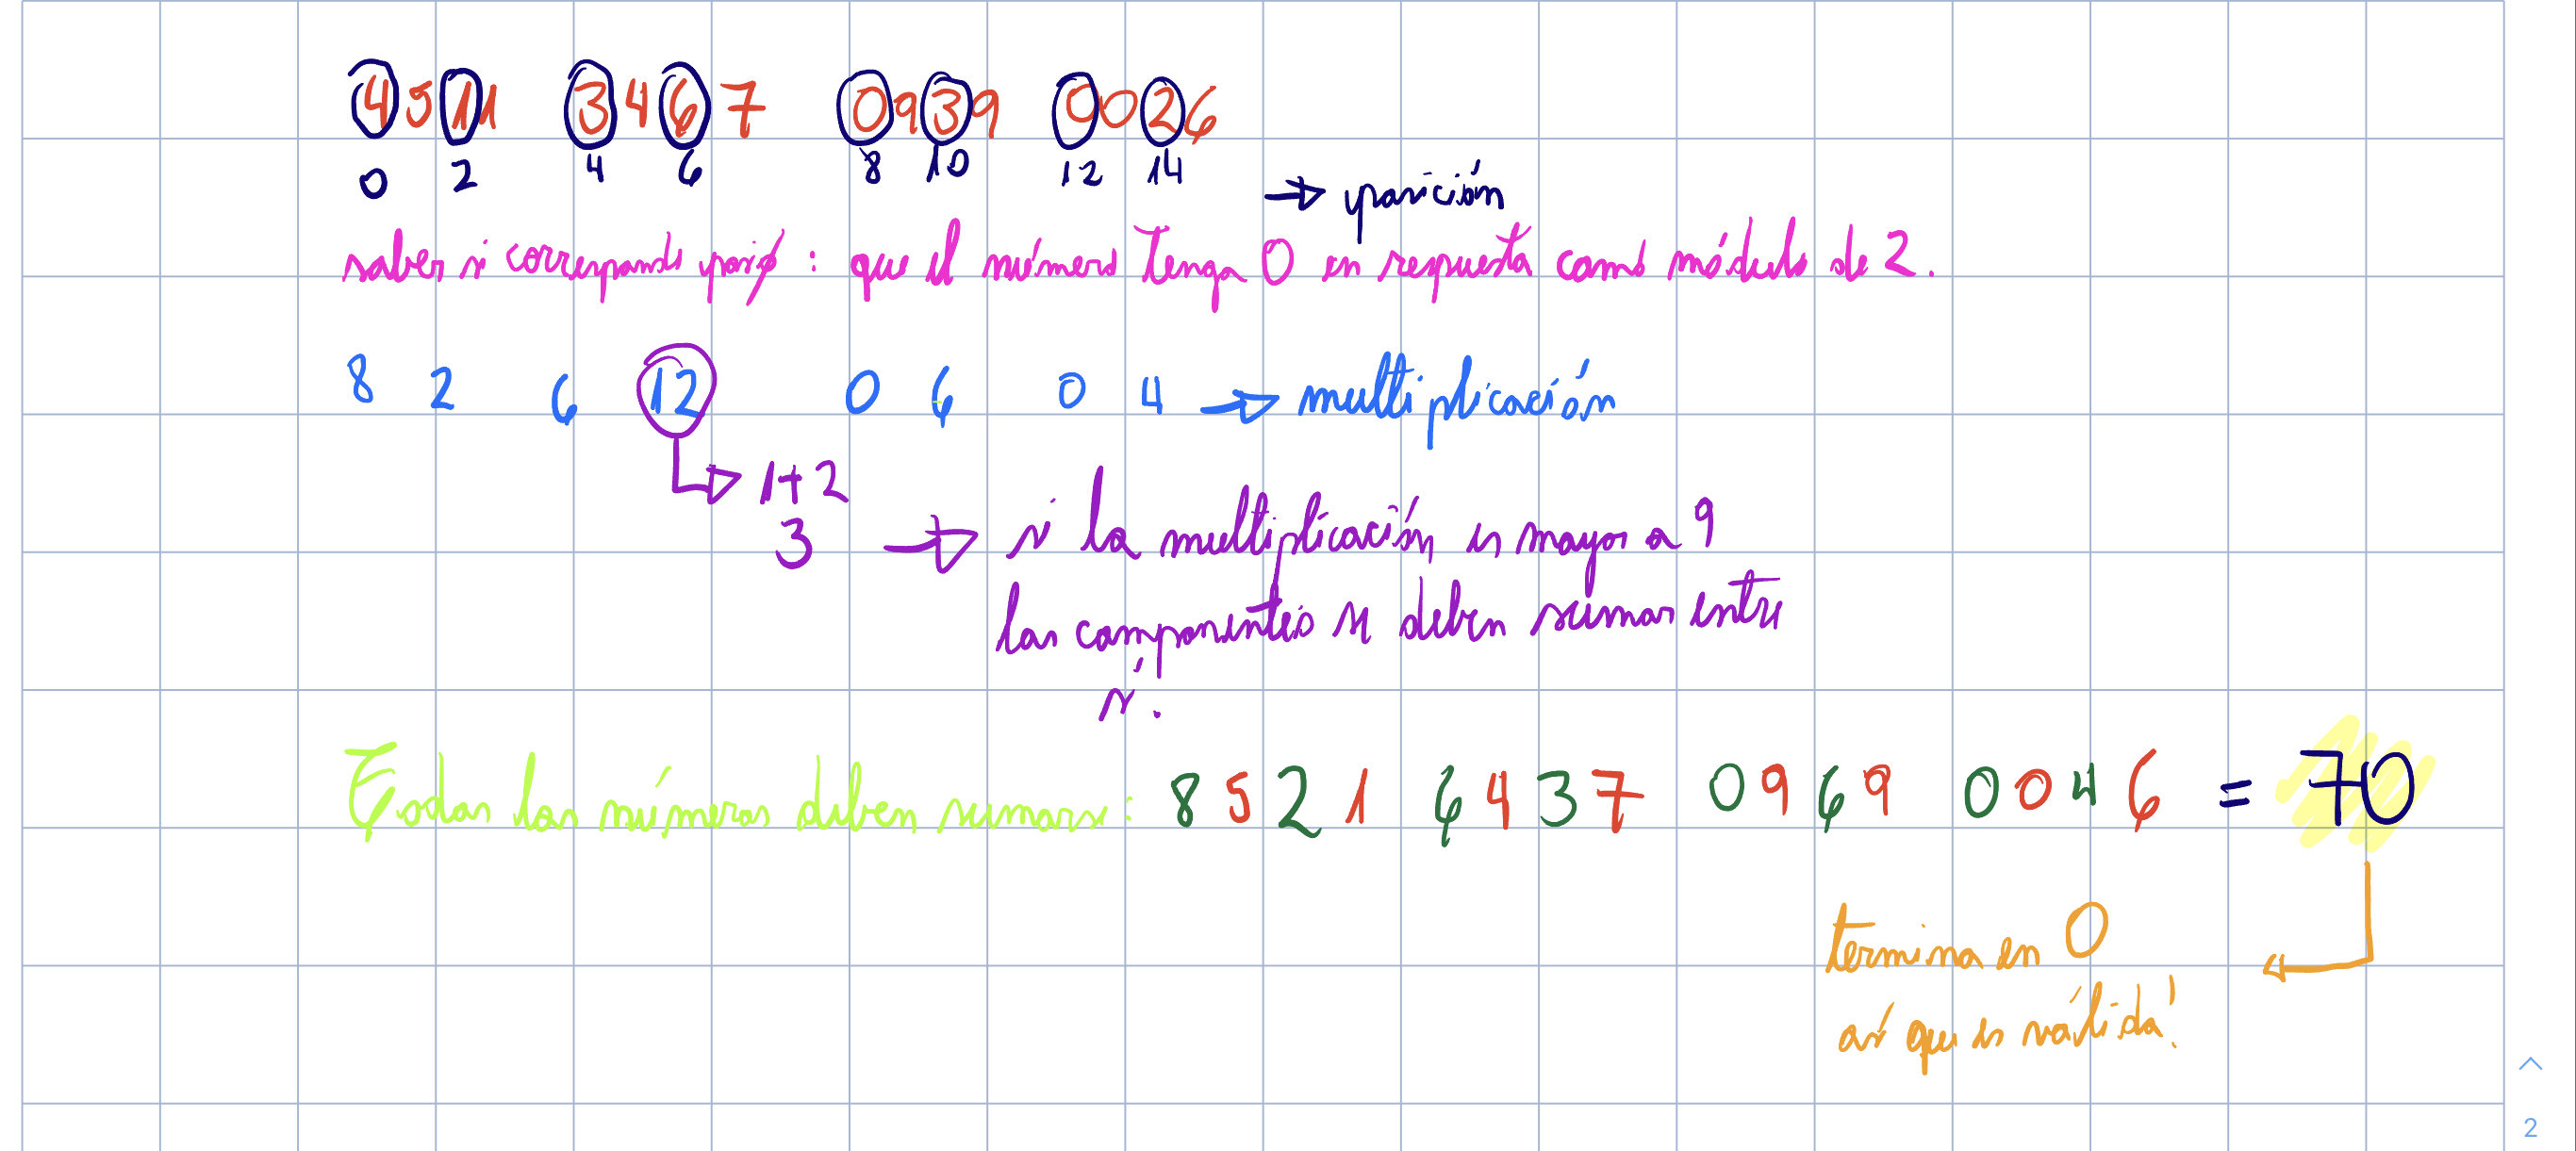 4511 3467 0939 0026
0 2 4 6 8 10 12 14 → posición
saber si corresponde posi⌀: que el número tenga 0 en respuesta como módulo de 2.
8 2 6 12 0 6 0 4 → multiplicación
→ 1+2
3 → si la multiplicación es mayor a 9
los componentes se deben sumar entre
sí.
Todos los números deben sumar: 8521 6437 0969 0046 = 70
termina en 0
así que es válida!
2